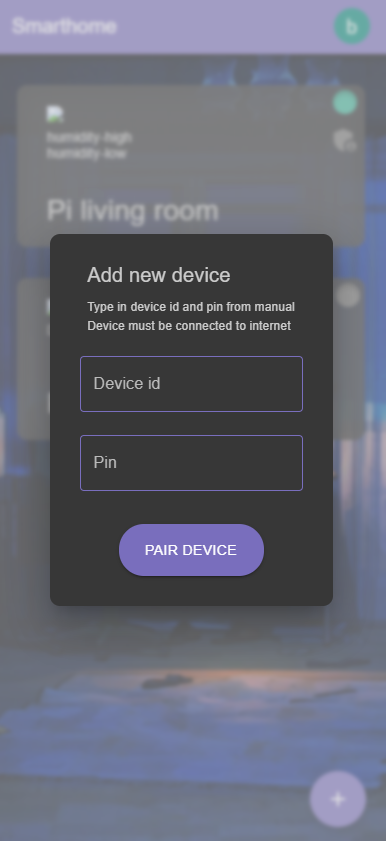 Smarthome
b
humidity-high
humidity-low
Pi living room
Add new device
Type in device id and pin from manual
Device must be connected to internet
Device id
Pin
PAIR DEVICE
+